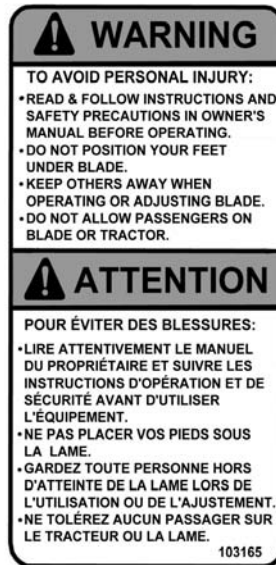 WARNING
TO AVOID PERSONAL INJURY:
•READ & FOLLOW INSTRUCTIONS AND
SAFETY PRECAUTIONS IN OWNER'S
MANUAL BEFORE OPERATING.
•DO NOT POSITION YOUR FEET
UNDER BLADE.
•KEEP OTHERS AWAY WHEN
OPERATING OR ADJUSTING BLADE.
•DO NOT ALLOW PASSENGERS ON
BLADE OR TRACTOR.
ATTENTION
POUR ÉVITER DES BLESSURES:
•LIRE ATTENTIVEMENT LE MANUEL
DU PROPRIÉTAIRE ET SUIVRE LES
INSTRUCTIONS D'OPÉRATION ET DE
SÉCURITÉ AVANT D'UTILISER
L'ÉQUIPEMENT.
•NE PAS PLACER VOS PIEDS SOUS
LA LAME.
•GARDEZ TOUTE PERSONNE HORS
D'ATTEINTE DE LA LAME LORS DE
L'UTILISATION OU DE L'AJUSTEMENT.
•NE TOLÉREZ AUCUN PASSAGER SUR
LE TRACTEUR OU LA LAME.
103165